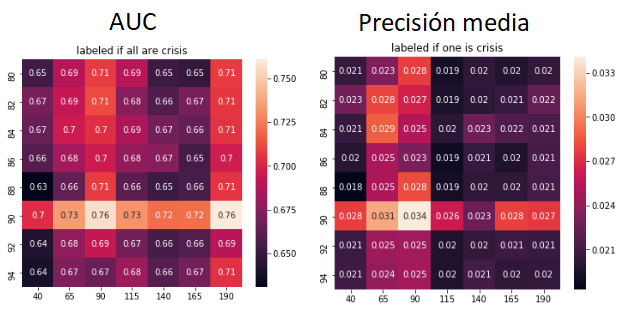 AUC
Precisión media
labeled if all are crisis
labeled if one is crisis
80 0.65 0.69 0.71 0.69 0.65 0.65 0.71
82 0.67 0.69 0.71 0.68 0.66 0.67 0.71
84 0.67 0.7 0.7 0.69 0.67 0.66 0.71
86 0.66 0.68 0.7 0.68 0.67 0.65 0.7
88 0.63 0.66 0.71 0.66 0.65 0.66 0.71
90 0.7 0.73 0.76 0.73 0.72 0.72 0.76
92 0.64 0.68 0.69 0.67 0.66 0.66 0.69
94 0.64 0.67 0.67 0.68 0.66 0.67 0.71
40 65 90 115 140 165 190
0.750
0.725
0.700
0.675
0.650
80 0.021 0.023 0.028 0.019 0.01 0.02 0.02
82 0.023 0.028 0.027 0.02 0.02 0.021 0.022
84 0.021 0.029 0.025 0.02 0.023 0.022 0.021
86 0.02 0.025 0.023 0.019 0.021 0.02 0.021
88 0.018 0.025 0.028 0.019 0.02 0.02 0.021
90 0.028 0.031 0.034 0.026 0.023 0.028 0.027
92 0.021 0.025 0.025 0.02 0.02 0.021 0.021
94 0.021 0.024 0.025 0.02 0.021 0.02 0.02
40 65 90 115 140 165 190
0.033
0.030
0.027
0.024
0.021